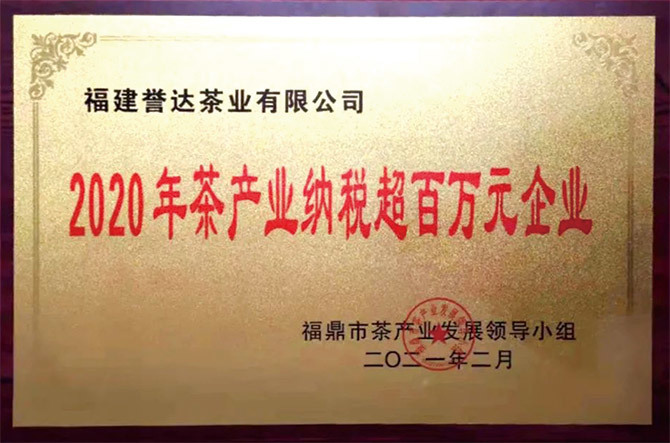 福建誉达茶业有限公司
2020年茶产业纳税超百万元企业
福鼎市茶产业发展领导小组
二〇二一年二月